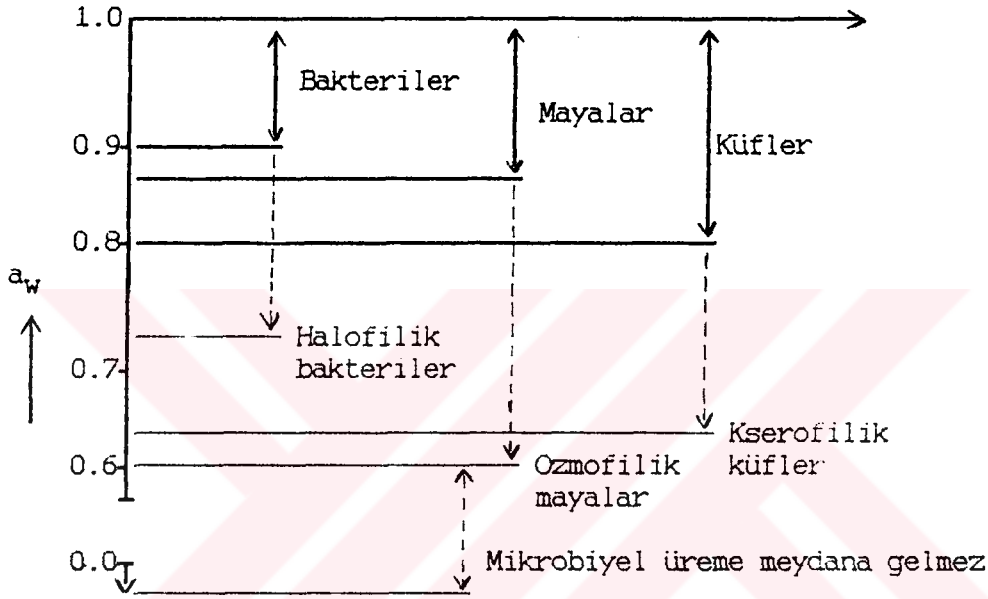 1.0
Bakteriler
Mayalar
Küfler
0.9
0.8
a_w
Halofilik
bakteriler
0.7
Kserofilik
küfler
0.6
Ozmofilik
mayalar
0.0
Mikrobiyel üreme meydana gelmez